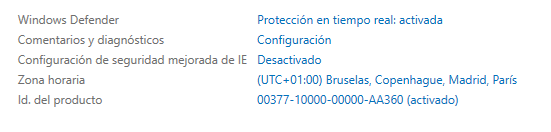 Windows Defender Protección en tiempo real: activada
Comentarios y diagnósticos Configuración
Configuración de seguridad mejorada de IE Desactivado
Zona horaria (UTC+01:00) Bruselas, Copenhague, Madrid, París
Id. del producto 00377-10000-00000-AA360 (activado)